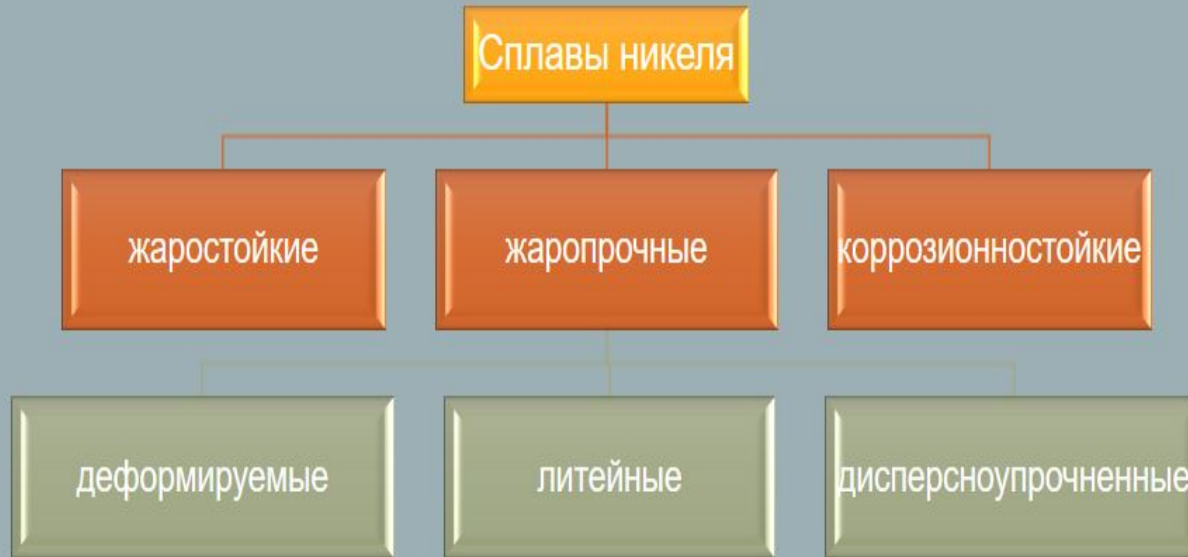 Сплавы никеля
жаростойкие
жаропрочные
коррозионностойкие
деформируемые
литейные
дисперсноупрочненные